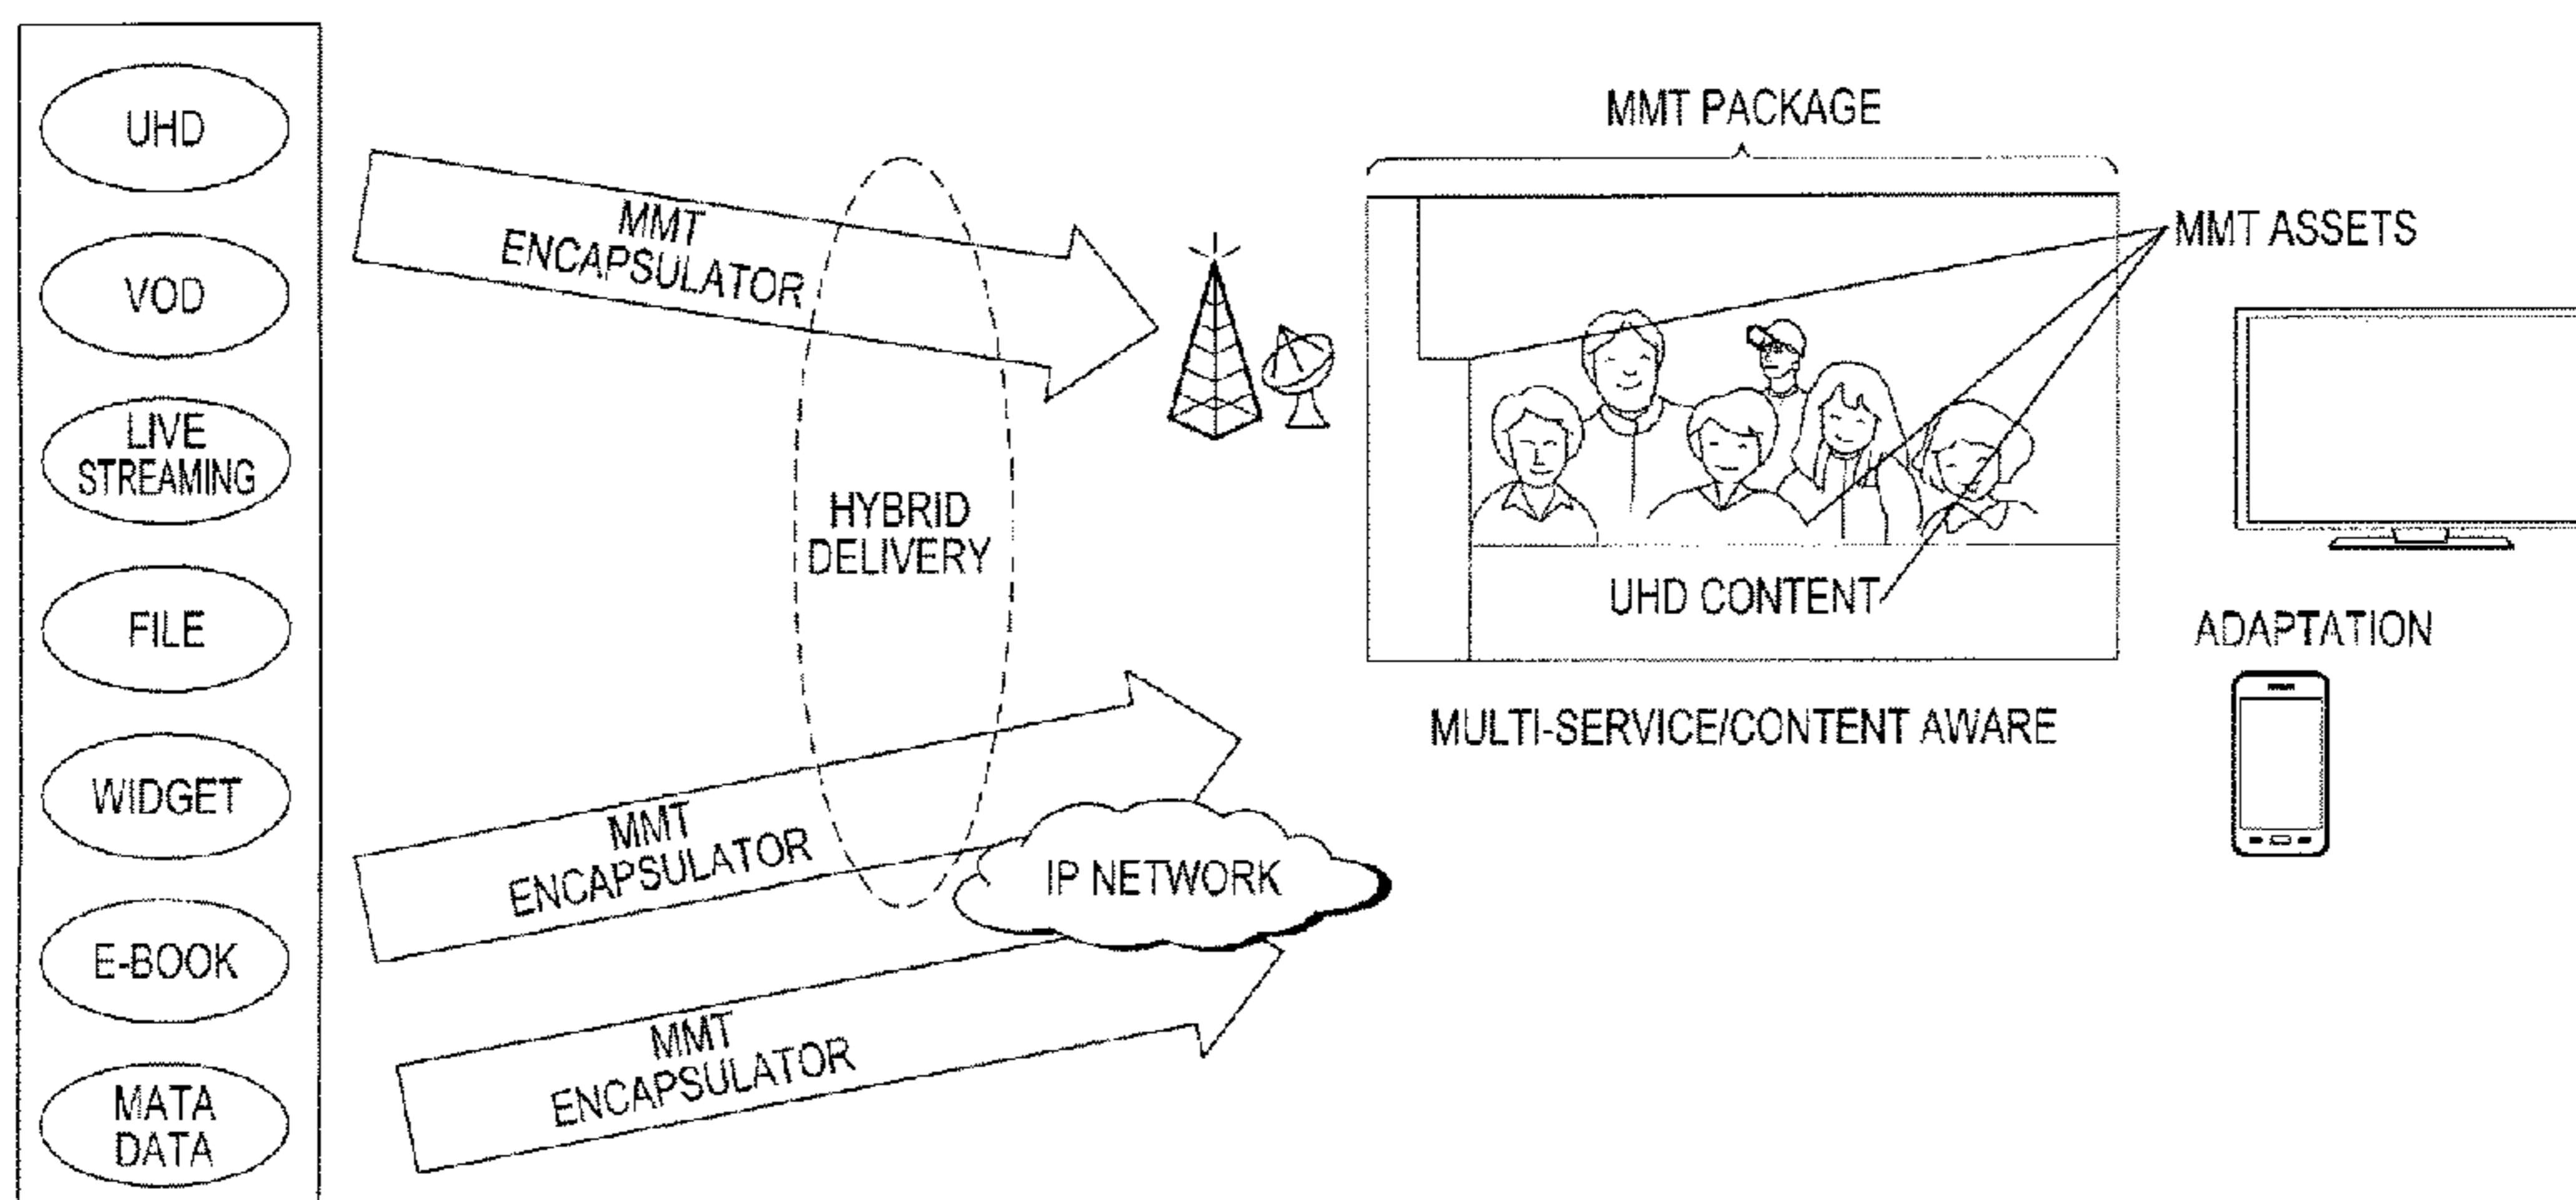 UHD
VOD
LIVE
STREAMING
FILE
WIDGET
E-BOOK
MATA
DATA
MMT
ENCAPSULATOR
HYBRID
DELIVERY
MMT
ENCAPSULATOR
IP NETWORK
MMT
ENCAPSULATOR
MMT PACKAGE
MMT ASSETS
UHD CONTENT
MULTI-SERVICE/CONTENT AWARE
ADAPTATION